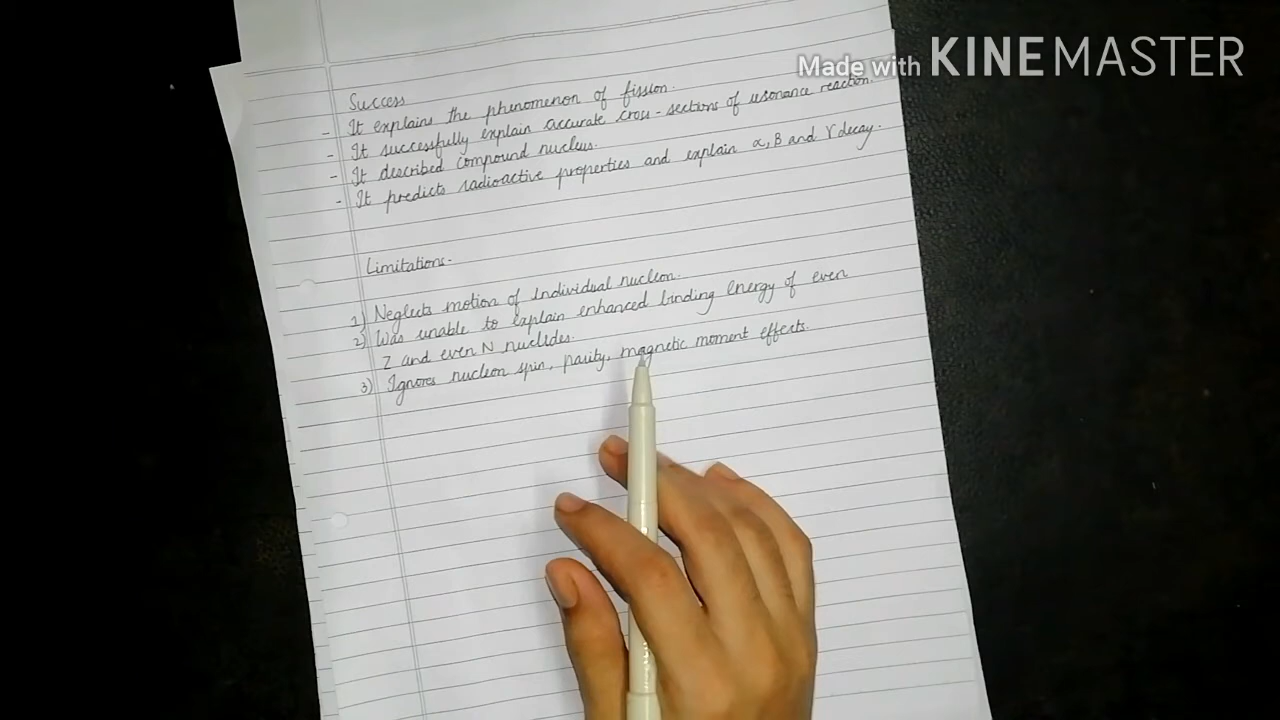 Made with KINEMASTER
Success
- It explains the phenomenon of fission.
- It successfully explain accurate cross-sections of resonance reaction.
- It described compound nucleus.
- It predicts radioactive properties and explain α, β and γ decay.
Limitations-
1) Neglects motion of individual nucleon.
2) Was unable to explain enhanced binding energy of even
Z and even N nuclides.
3) Ignores nucleon spin, parity, magnetic moment effects.